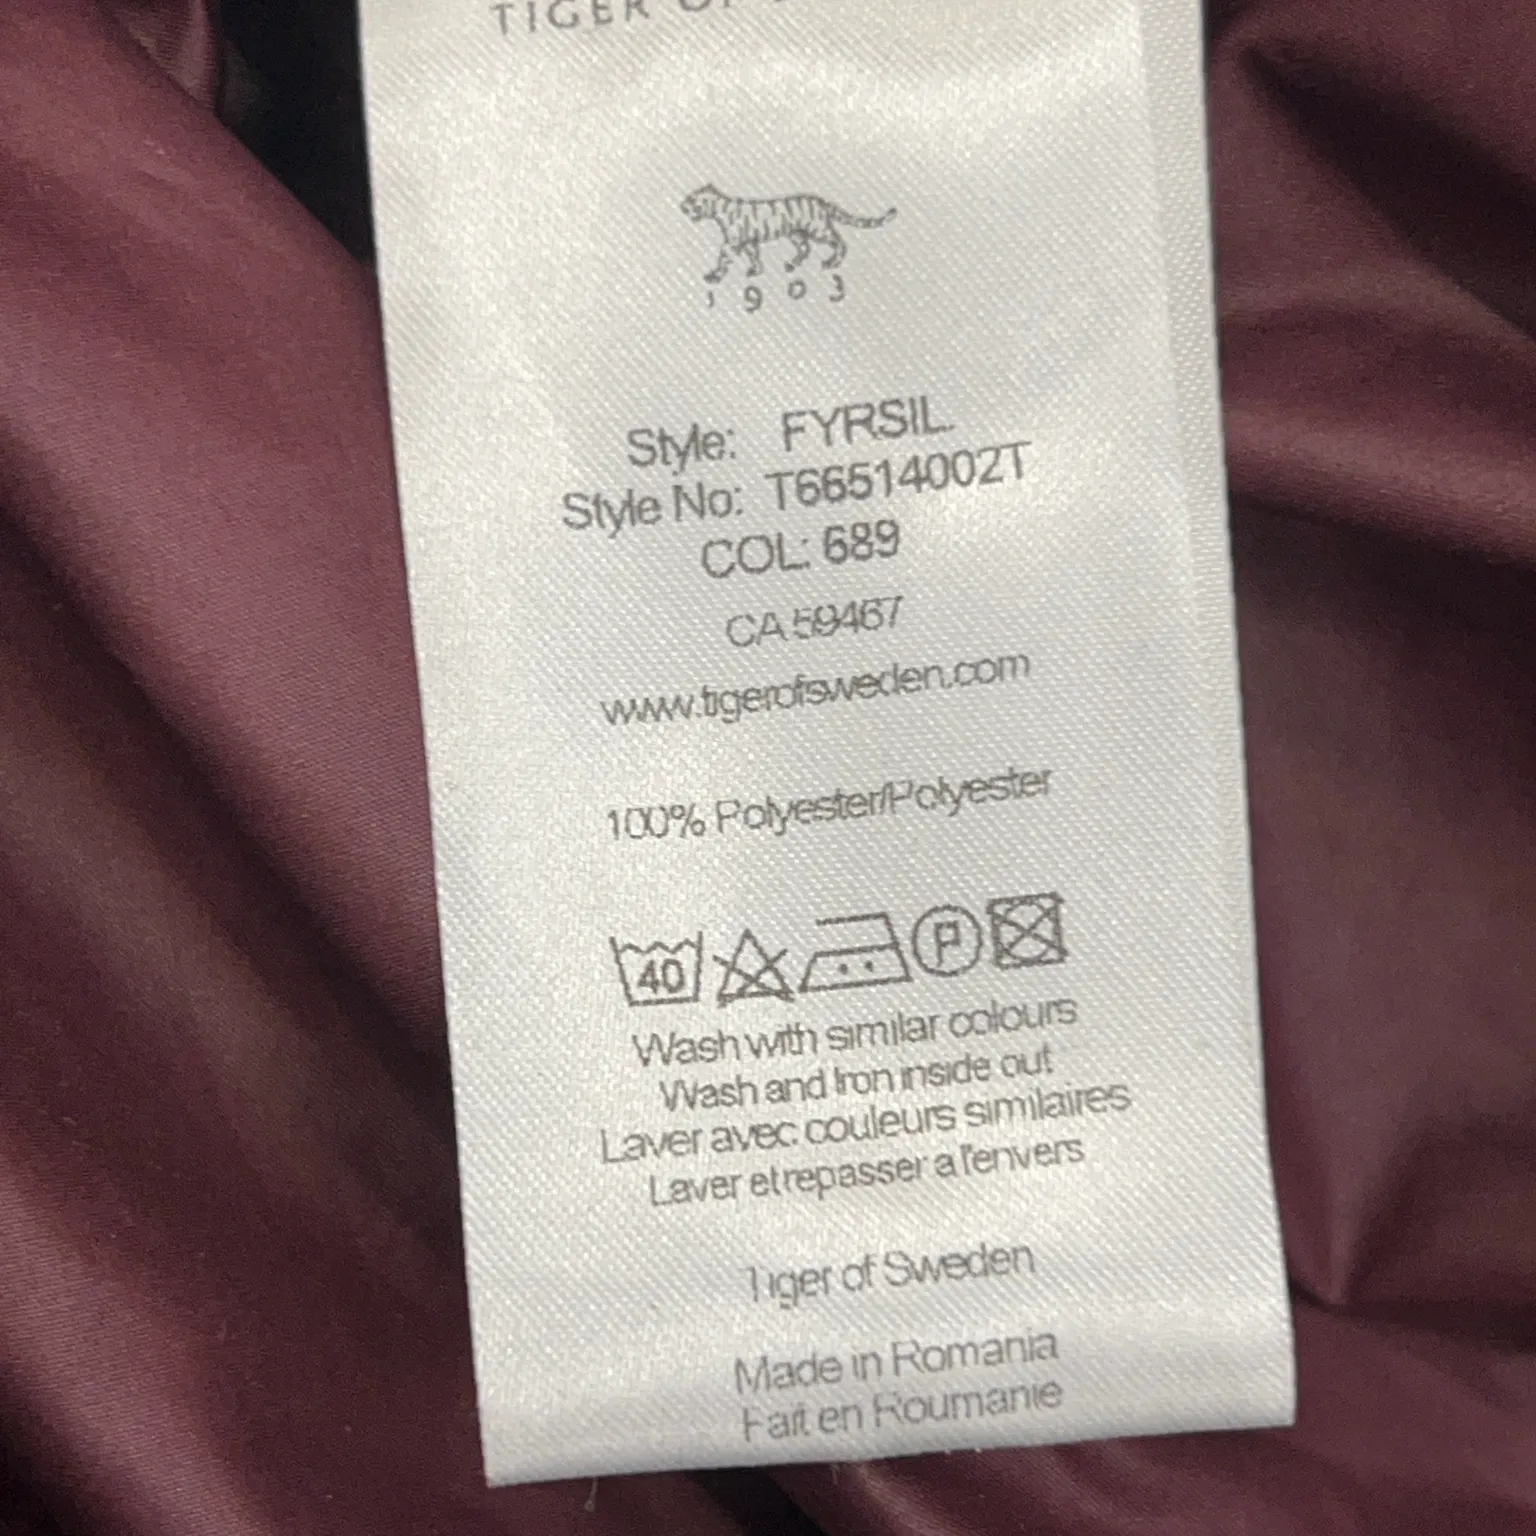 TIGER OF
1903
Style: FYRSIL
Style No: T66514002T
COL: 689
CA 59467
www.tigerofsweden.com
100% Polyester/Polyester
40 P
Wash with similar colours
Wash and Iron inside out
Laver avec couleurs similaires
Laver et repasser a l'envers
Tiger of Sweden
Made in Romania
Fait en Roumanie